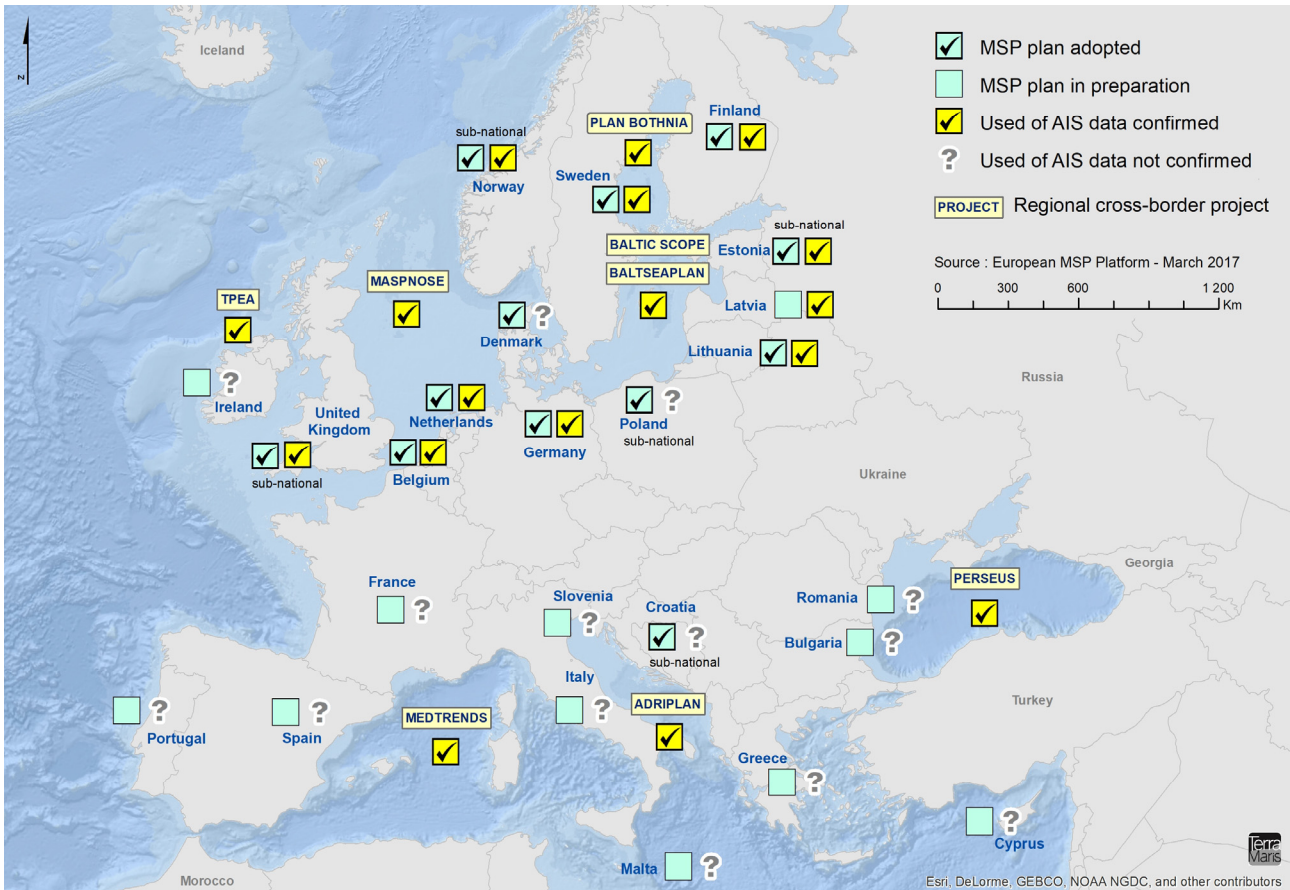 Iceland
N
MSP plan adopted
MSP plan in preparation
Used of AIS data confirmed
? Used of AIS data not confirmed
PROJECT Regional cross-border project
Source : European MSP Platform - March 2017
0 300 600 1 200
Km
PLAN BOTHNIA
Finland
sub-national
Norway
Sweden
sub-national
BALTIC SCOPE
Estonia
BALTSEAPLAN
MASPNOSE
TPEA
Latvia
Denmark ?
Lithuania
?
Ireland
Russia
United
Kingdom
Netherlands
?
Poland
sub-national
Germany
sub-national
Belgium
Ukraine
Georgia
France
?
Slovenia
?
Croatia
?
sub-national
Romania ?
PERSEUS
Bulgaria ?
Italy
?
ADRIPLAN
Turkey
?
Portugal
?
Spain
MEDTRENDS
Greece
?
?
Cyprus
Malta ?
Morocco
Terra
Maris
Esri, DeLorme, GEBCO, NOAA NGDC, and other contributors